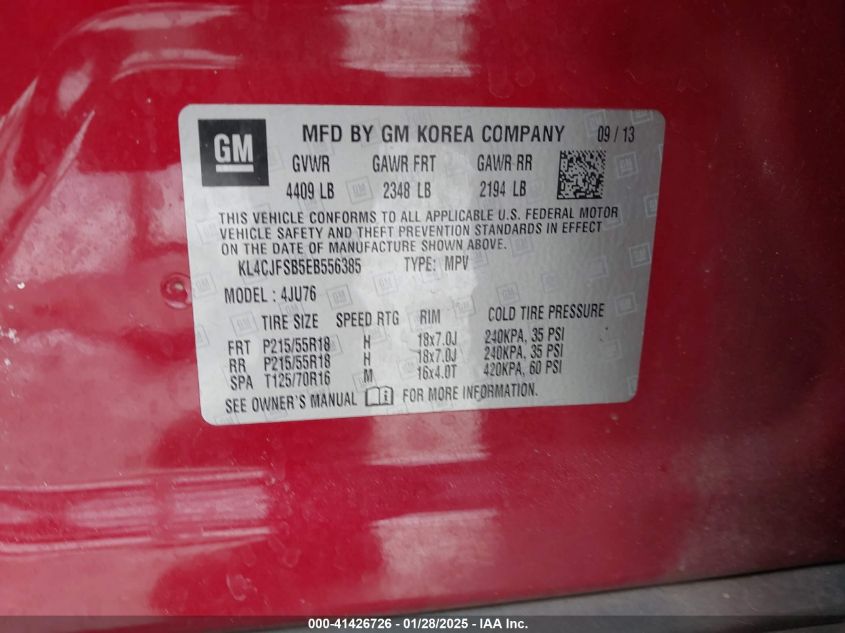 GM
MFD BY GM KOREA COMPANY 09 / 13
GVWR GAWR FRT GAWR RR
4409 LB 2348 LB 2194 LB
THIS VEHICLE CONFORMS TO ALL APPLICABLE U.S. FEDERAL MOTOR
VEHICLE SAFETY AND THEFT PREVENTION STANDARDS IN EFFECT
ON THE DATE OF MANUFACTURE SHOWN ABOVE.
KL4CJFSB5EB556385 TYPE: MPV
MODEL : 4JU76
TIRE SIZE SPEED RTG RIM COLD TIRE PRESSURE
FRT P215/55R18 H 18x7.0J 240KPA, 35 PSI
RR P215/55R18 H 18x7.0J 240KPA, 35 PSI
SPA T125/70R16 M 16x4.0T 420KPA, 60 PSI
SEE OWNER'S MANUAL FOR MORE INFORMATION.
000-41426726 - 01/28/2025 - COPYRIGHT © IAA, Inc.